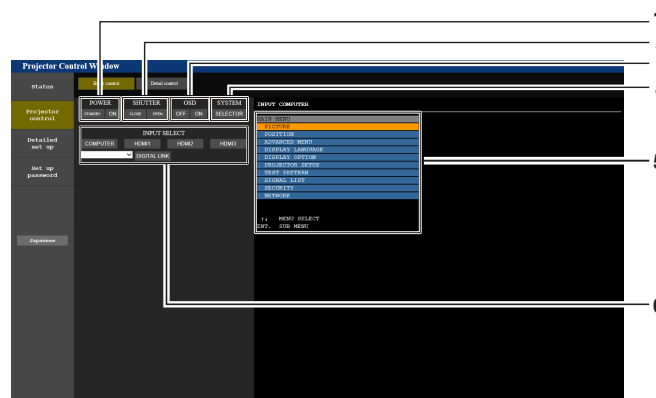 Projector Control Window
Status
Basic control Detail control
POWER SHUTTER OSD SYSTEM
STANDBY ON CLOSE OPEN OFF ON SELECTOR
INPUT COMPUTER
Projector
control
INPUT SELECT
COMPUTER HDMI1 HDMI2 HDMI3
DIGITAL LINK
MAIN MENU
PICTURE
POSITION
ADVANCED MENU
DISPLAY LANGUAGE
DISPLAY OPTION
PROJECTOR SETUP
TEST PATTERN
SIGNAL LIST
SECURITY
NETWORK
↑↓ MENU SELECT
ENT. SUB MENU
5
Detailed
set up
Set up
password
Japanese
6